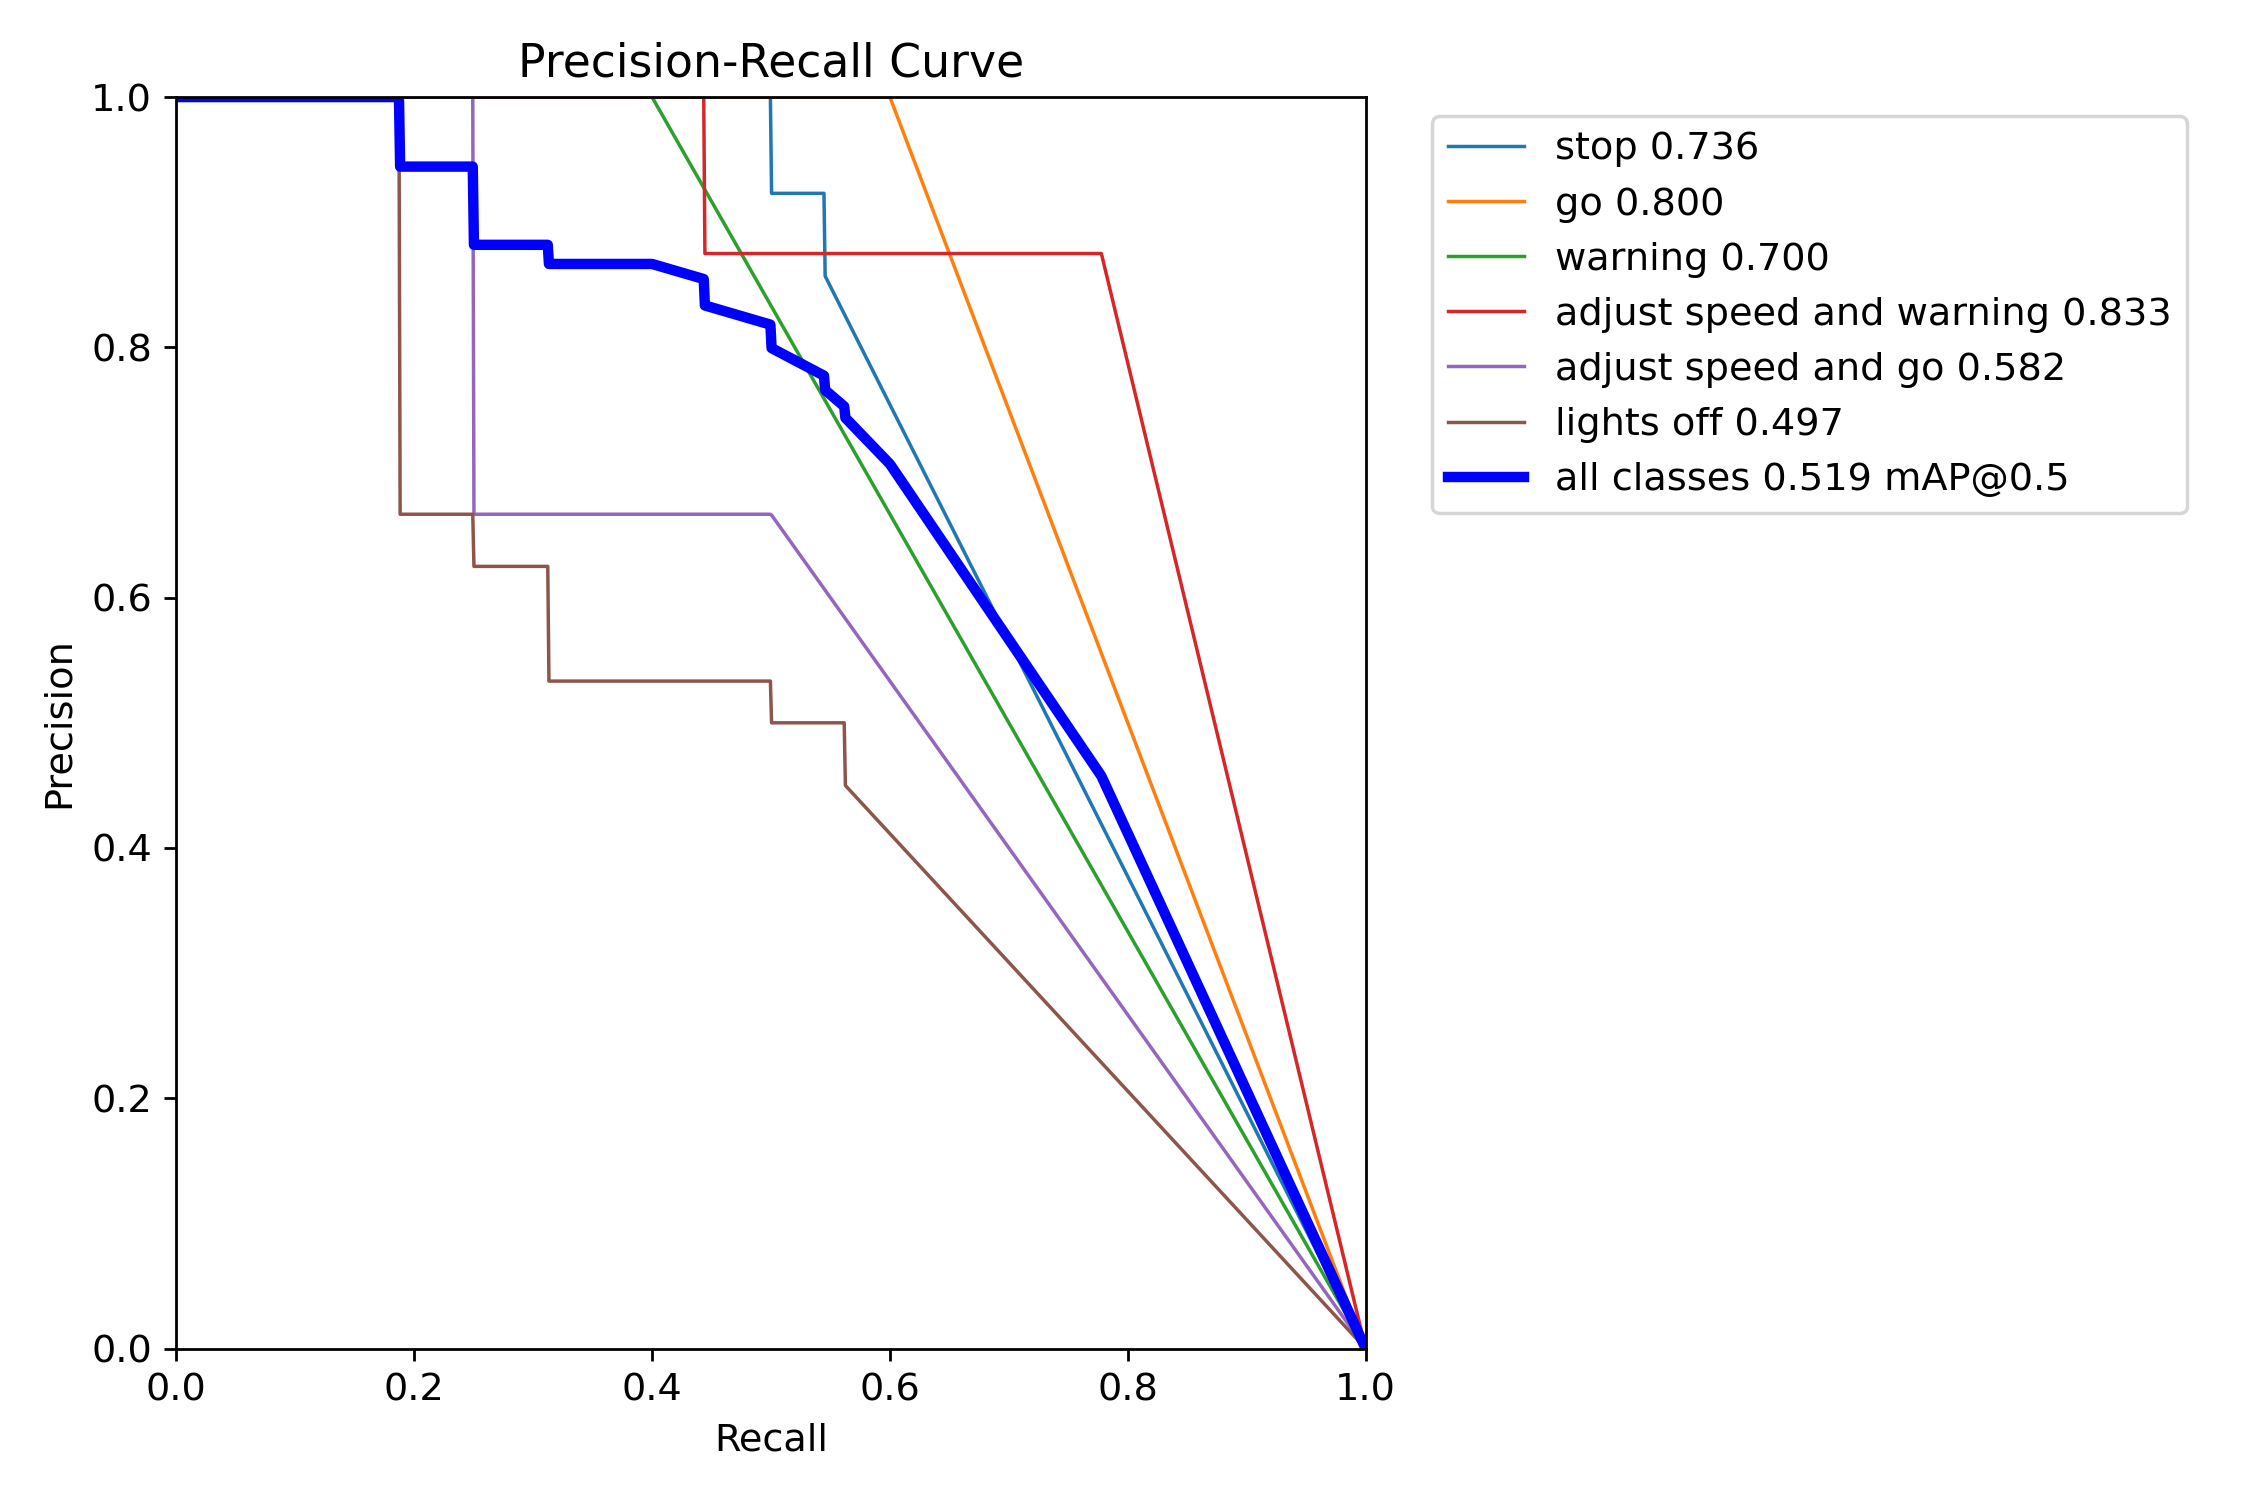 Precision-Recall Curve
1.0
0.8
0.6
0.4
0.2
0.0
Precision
0.0 0.2 0.4 0.6 0.8 1.0
Recall
stop 0.736
go 0.800
warning 0.700
adjust speed and warning 0.833
adjust speed and go 0.582
lights off 0.497
all classes 0.519 mAP@0.5